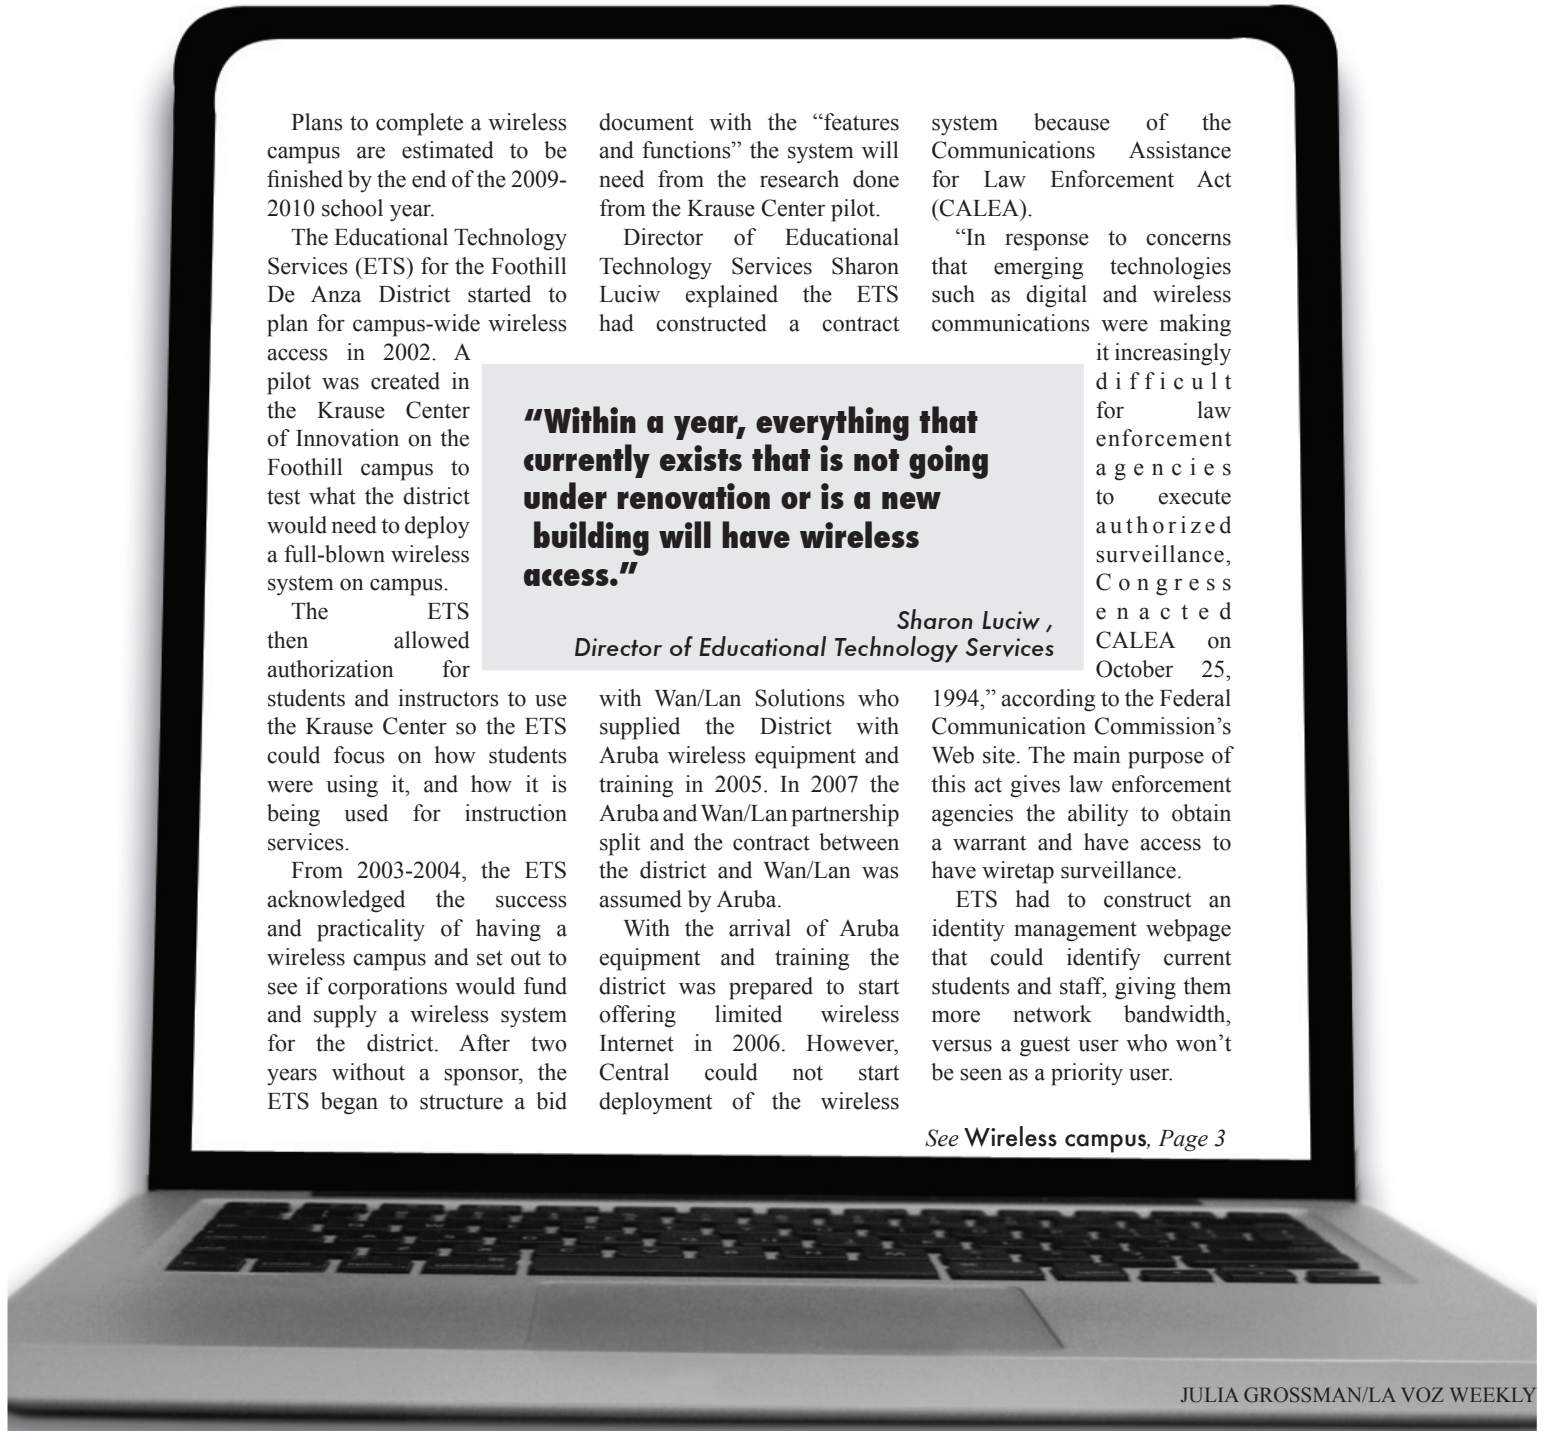 Plans to complete a wireless
campus are estimated to be
finished by the end of the 2009-
2010 school year.
The Educational Technology
Services (ETS) for the Foothill
De Anza District started to
plan for campus-wide wireless
access in 2002. A
pilot was created in
the Krause Center
of Innovation on the
Foothill campus to
test what the district
would need to deploy
a full-blown wireless
system on campus.
The ETS
then allowed
authorization for
students and instructors to use
the Krause Center so the ETS
could focus on how students
were using it, and how it is
being used for instruction
services.
From 2003-2004, the ETS
acknowledged the success
and practicality of having a
wireless campus and set out to
see if corporations would fund
and supply a wireless system
for the district. After two
years without a sponsor, the
ETS began to structure a bid
document with the “features
and functions” the system will
need from the research done
from the Krause Center pilot.
Director of Educational
Technology Services Sharon
Luciw explained the ETS
had constructed a contract
with Wan/Lan Solutions who
supplied the District with
Aruba wireless equipment and
training in 2005. In 2007 the
Aruba and Wan/Lan partnership
split and the contract between
the district and Wan/Lan was
assumed by Aruba.
With the arrival of Aruba
equipment and training the
district was prepared to start
offering limited wireless
Internet in 2006. However,
Central could not start
deployment of the wireless
system because of the
Communications Assistance
for Law Enforcement Act
(CALEA).
“In response to concerns
that emerging technologies
such as digital and wireless
communications were making
it increasingly
difficult
for law
enforcement
agencies
to execute
authorized
surveillance,
Congress
enacted
CALEA on
October 25,
1994,” according to the Federal
Communication Commission’s
Web site. The main purpose of
this act gives law enforcement
agencies the ability to obtain
a warrant and have access to
have wiretap surveillance.
ETS had to construct an
identity management webpage
that could identify current
students and staff, giving them
more network bandwidth,
versus a guest user who won’t
be seen as a priority user.
See Wireless campus, Page 3
“Within a year, everything that
currently exists that is not going
under renovation or is a new
building will have wireless
access.”
Sharon Luciw ,
Director of Educational Technology Services
JULIA GROSSMAN/LA VOZ WEEKLY